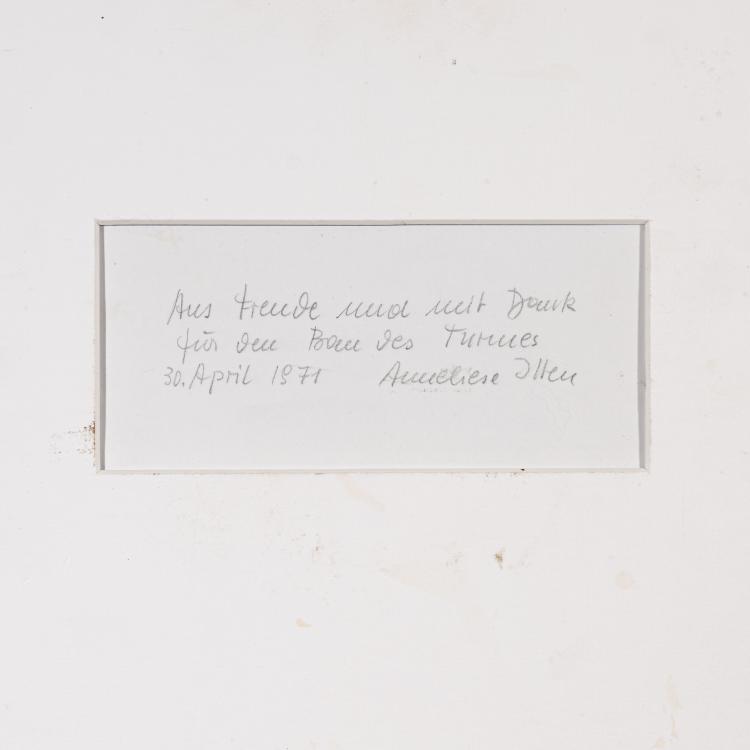 Aus Freude und mit Dank
für den Bau des Turmes
30. April 1971 Anneliese Itten